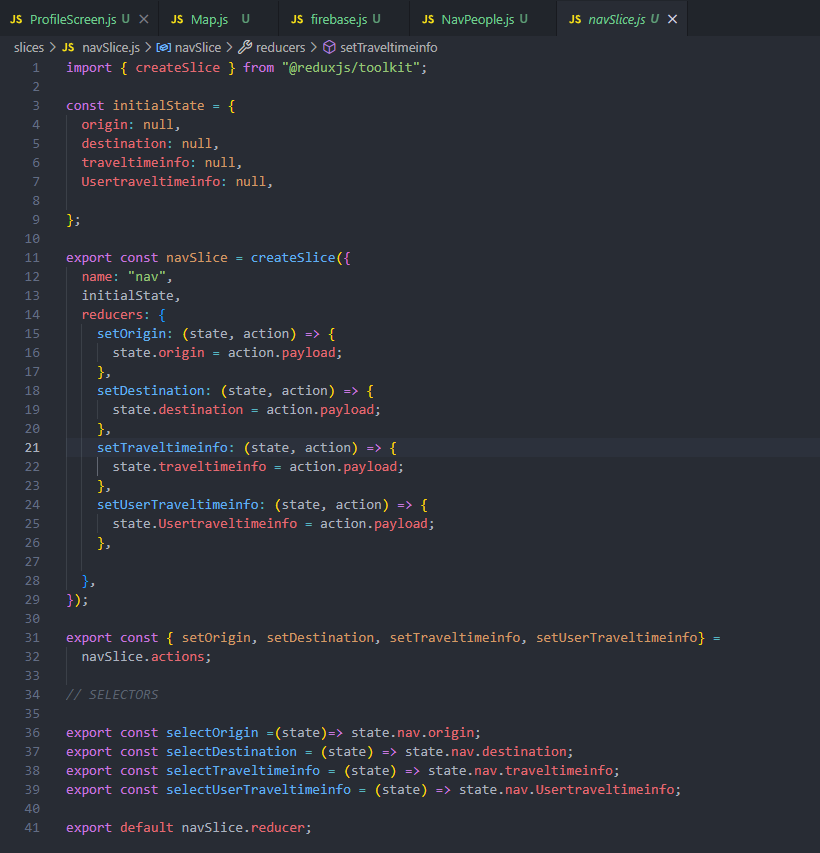 JS ProfileScreen.js U × JS Map.js U JS firebase.js U JS NavPeople.js U JS navSlice.js U ×
slices > JS navSlice.js > navSlice > reducers > setTraveltimeinfo
1 import { createSlice } from "@reduxjs/toolkit";
2
3 const initialState = {
4   origin: null,
5   destination: null,
6   traveltimeinfo: null,
7   Usertraveltimeinfo: null,
8
9 };
10
11 export const navSlice = createSlice({
12   name: "nav",
13   initialState,
14   reducers: {
15     setOrigin: (state, action) => {
16       state.origin = action.payload;
17     },
18     setDestination: (state, action) => {
19       state.destination = action.payload;
20     },
21     setTraveltimeinfo: (state, action) => {
22       state.traveltimeinfo = action.payload;
23     },
24     setUserTraveltimeinfo: (state, action) => {
25       state.Usertraveltimeinfo = action.payload;
26     },
27
28   },
29 });
30
31 export const { setOrigin, setDestination, setTraveltimeinfo, setUserTraveltimeinfo} =
32   navSlice.actions;
33
34 // SELECTORS
35
36 export const selectOrigin =(state)=> state.nav.origin;
37 export const selectDestination = (state) => state.nav.destination;
38 export const selectTraveltimeinfo = (state) => state.nav.traveltimeinfo;
39 export const selectUserTraveltimeinfo = (state) => state.nav.Usertraveltimeinfo;
40
41 export default navSlice.reducer;